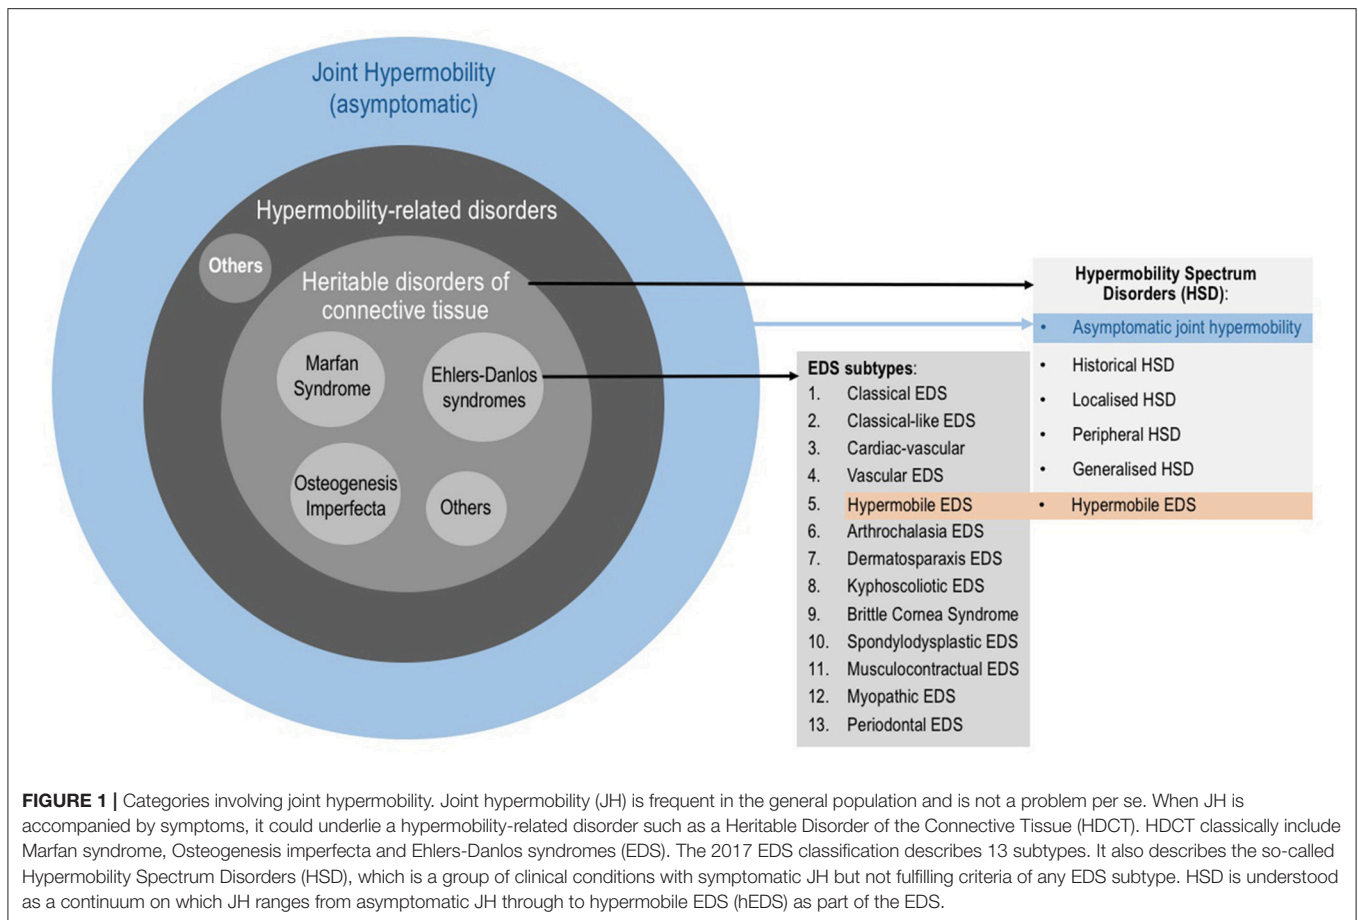 Joint Hypermobility
(asymptomatic)
Hypermobility-related disorders
Others
Heritable disorders of
connective tissue
Marfan
Syndrome
Ehlers-Danlos
syndromes
Osteogenesis
Imperfecta
Others
EDS subtypes:
1. Classical EDS
2. Classical-like EDS
3. Cardiac-vascular
4. Vascular EDS
5. Hypermobile EDS
6. Arthrochalasia EDS
7. Dermatosparaxis EDS
8. Kyphoscoliotic EDS
9. Brittle Cornea Syndrome
10. Spondylodysplastic EDS
11. Musculocontractual EDS
12. Myopathic EDS
13. Periodontal EDS
Hypermobility Spectrum
Disorders (HSD):
• Asymptomatic joint hypermobility
• Historical HSD
• Localised HSD
• Peripheral HSD
• Generalised HSD
• Hypermobile EDS
FIGURE 1 | Categories involving joint hypermobility. Joint hypermobility (JH) is frequent in the general population and is not a problem per se. When JH is
accompanied by symptoms, it could underlie a hypermobility-related disorder such as a Heritable Disorder of the Connective Tissue (HDCT). HDCT classically include
Marfan syndrome, Osteogenesis imperfecta and Ehlers-Danlos syndromes (EDS). The 2017 EDS classification describes 13 subtypes. It also describes the so-called
Hypermobility Spectrum Disorders (HSD), which is a group of clinical conditions with symptomatic JH but not fulfilling criteria of any EDS subtype. HSD is understood
as a continuum on which JH ranges from asymptomatic JH through to hypermobile EDS (hEDS) as part of the EDS.